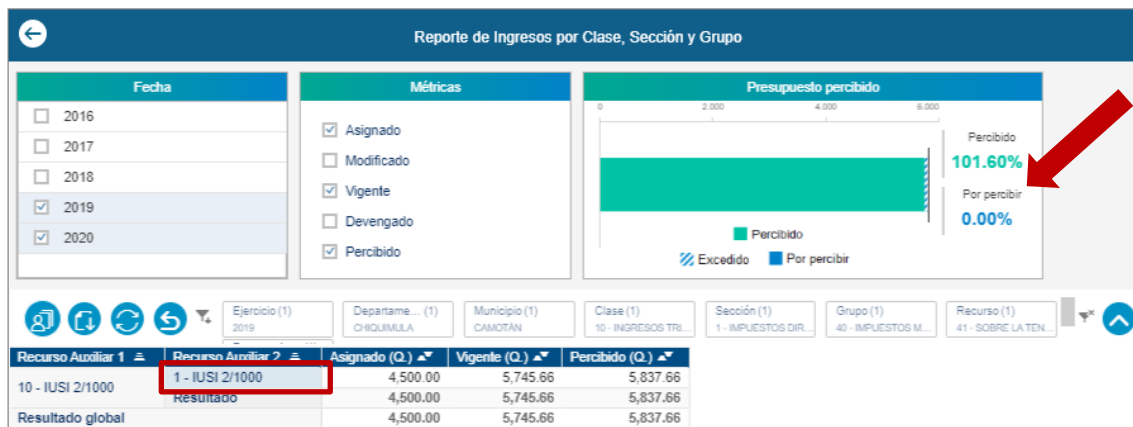 Reporte de Ingresos por Clase, Sección y Grupo
Fecha
2016
2017
2018
2019
2020
Métricas
Asignado
Modificado
Vigente
Devengado
Percibido
Presupuesto percibido
0 2.000 4.000 6.000
Percibido
101.60%
Por percibir
0.00%
Percibido
Excedido Por percibir
Ejercicio (1) Departame... (1) Municipio (1) Clase (1) Sección (1) Grupo (1) Recurso (1)
2019 CHIQUIMULA CAMOTÁN 10 - INGRESOS TRI... 1 - IMPUESTOS DIR... 40 - IMPUESTOS M... 41 - SOBRE LA TEN...
Recurso Auxiliar 1 Recurso Auxiliar 2 Asignado (Q.) Vigente (Q.) Percibido (Q.)
10 - IUSI 2/1000 1 - IUSI 2/1000 4,500.00 5,745.66 5,837.66
Resultado 4,500.00 5,745.66 5,837.66
Resultado global 4,500.00 5,745.66 5,837.66